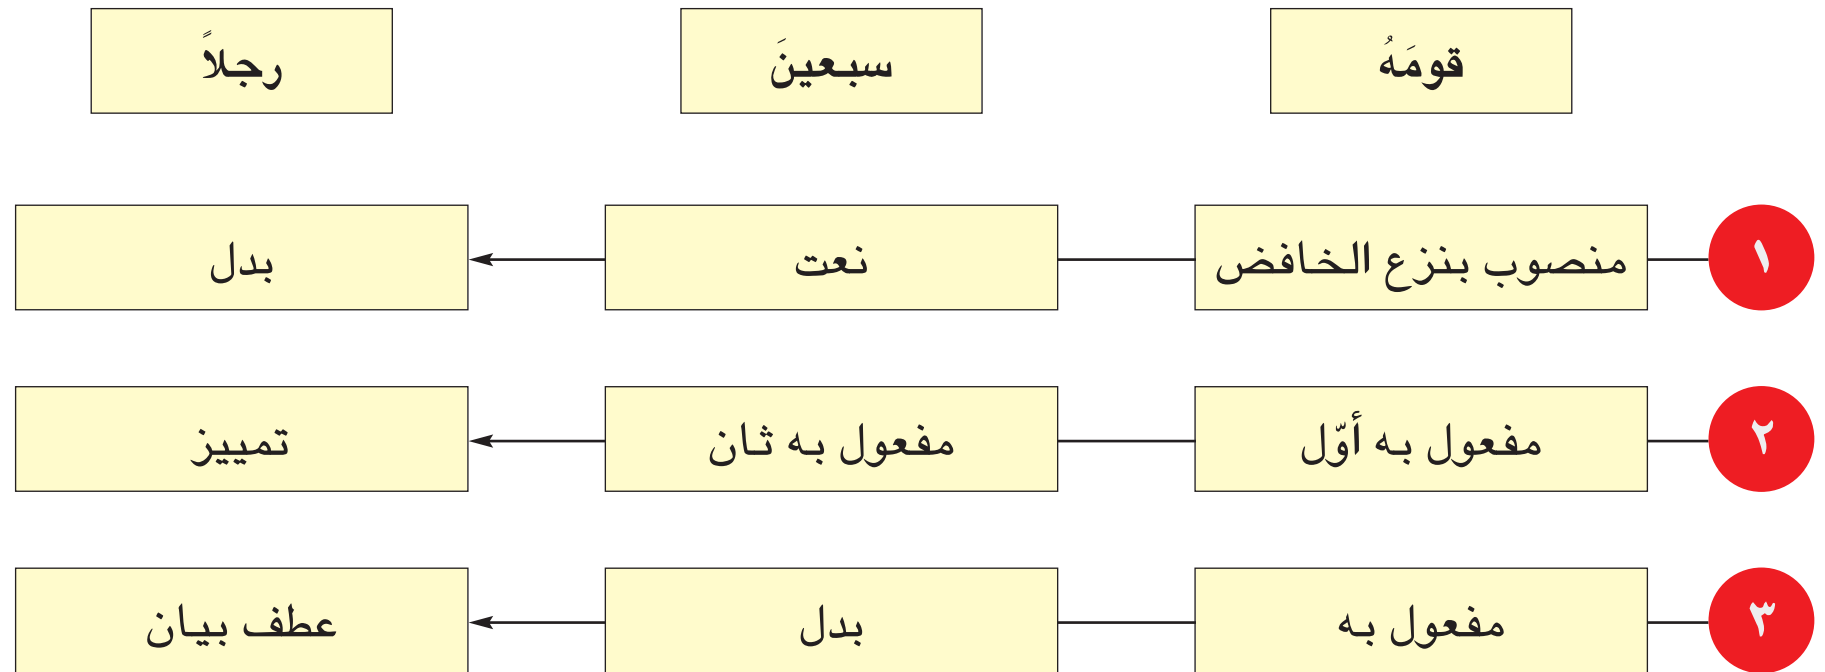 قومَهُ سبعينَ رجلاً
١ منصوب بنزع الخافض نعت بدل
٢ مفعول به أوّل مفعول به ثان تمييز
٣ مفعول به بدل عطف بيان